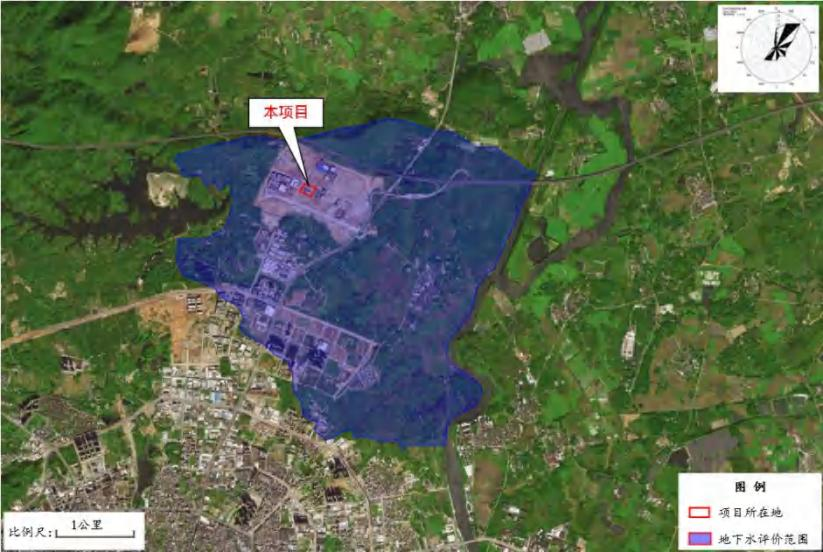 本项目
1公里
比例尺:
图 例
项目所在地
地下水评价范围